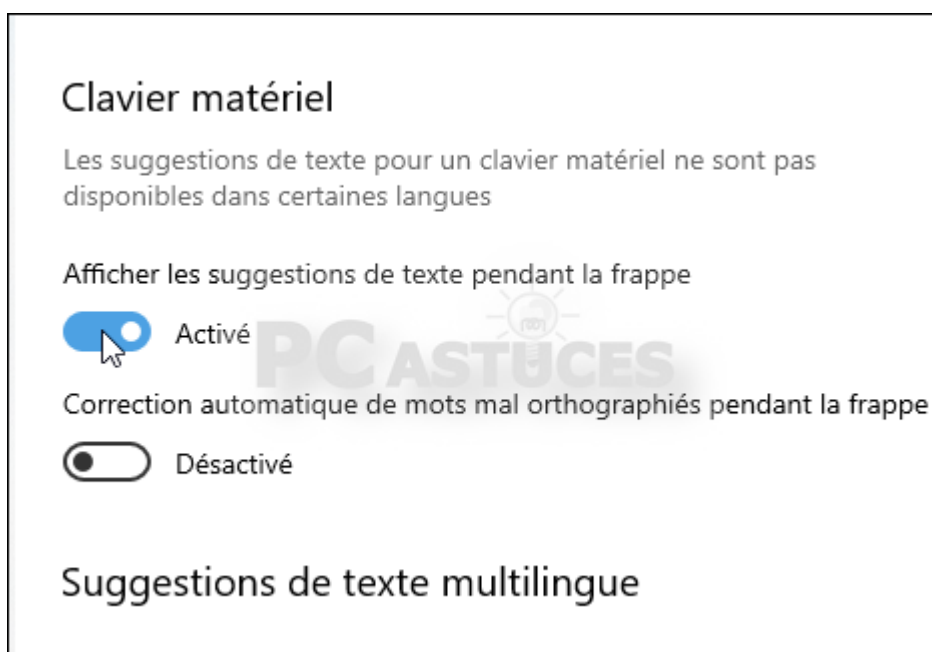 Clavier matériel
Les suggestions de texte pour un clavier matériel ne sont pas
disponibles dans certaines langues
Afficher les suggestions de texte pendant la frappe
Activé
PC ASTUCES
Correction automatique de mots mal orthographiés pendant la frappe
Désactivé
Suggestions de texte multilingue